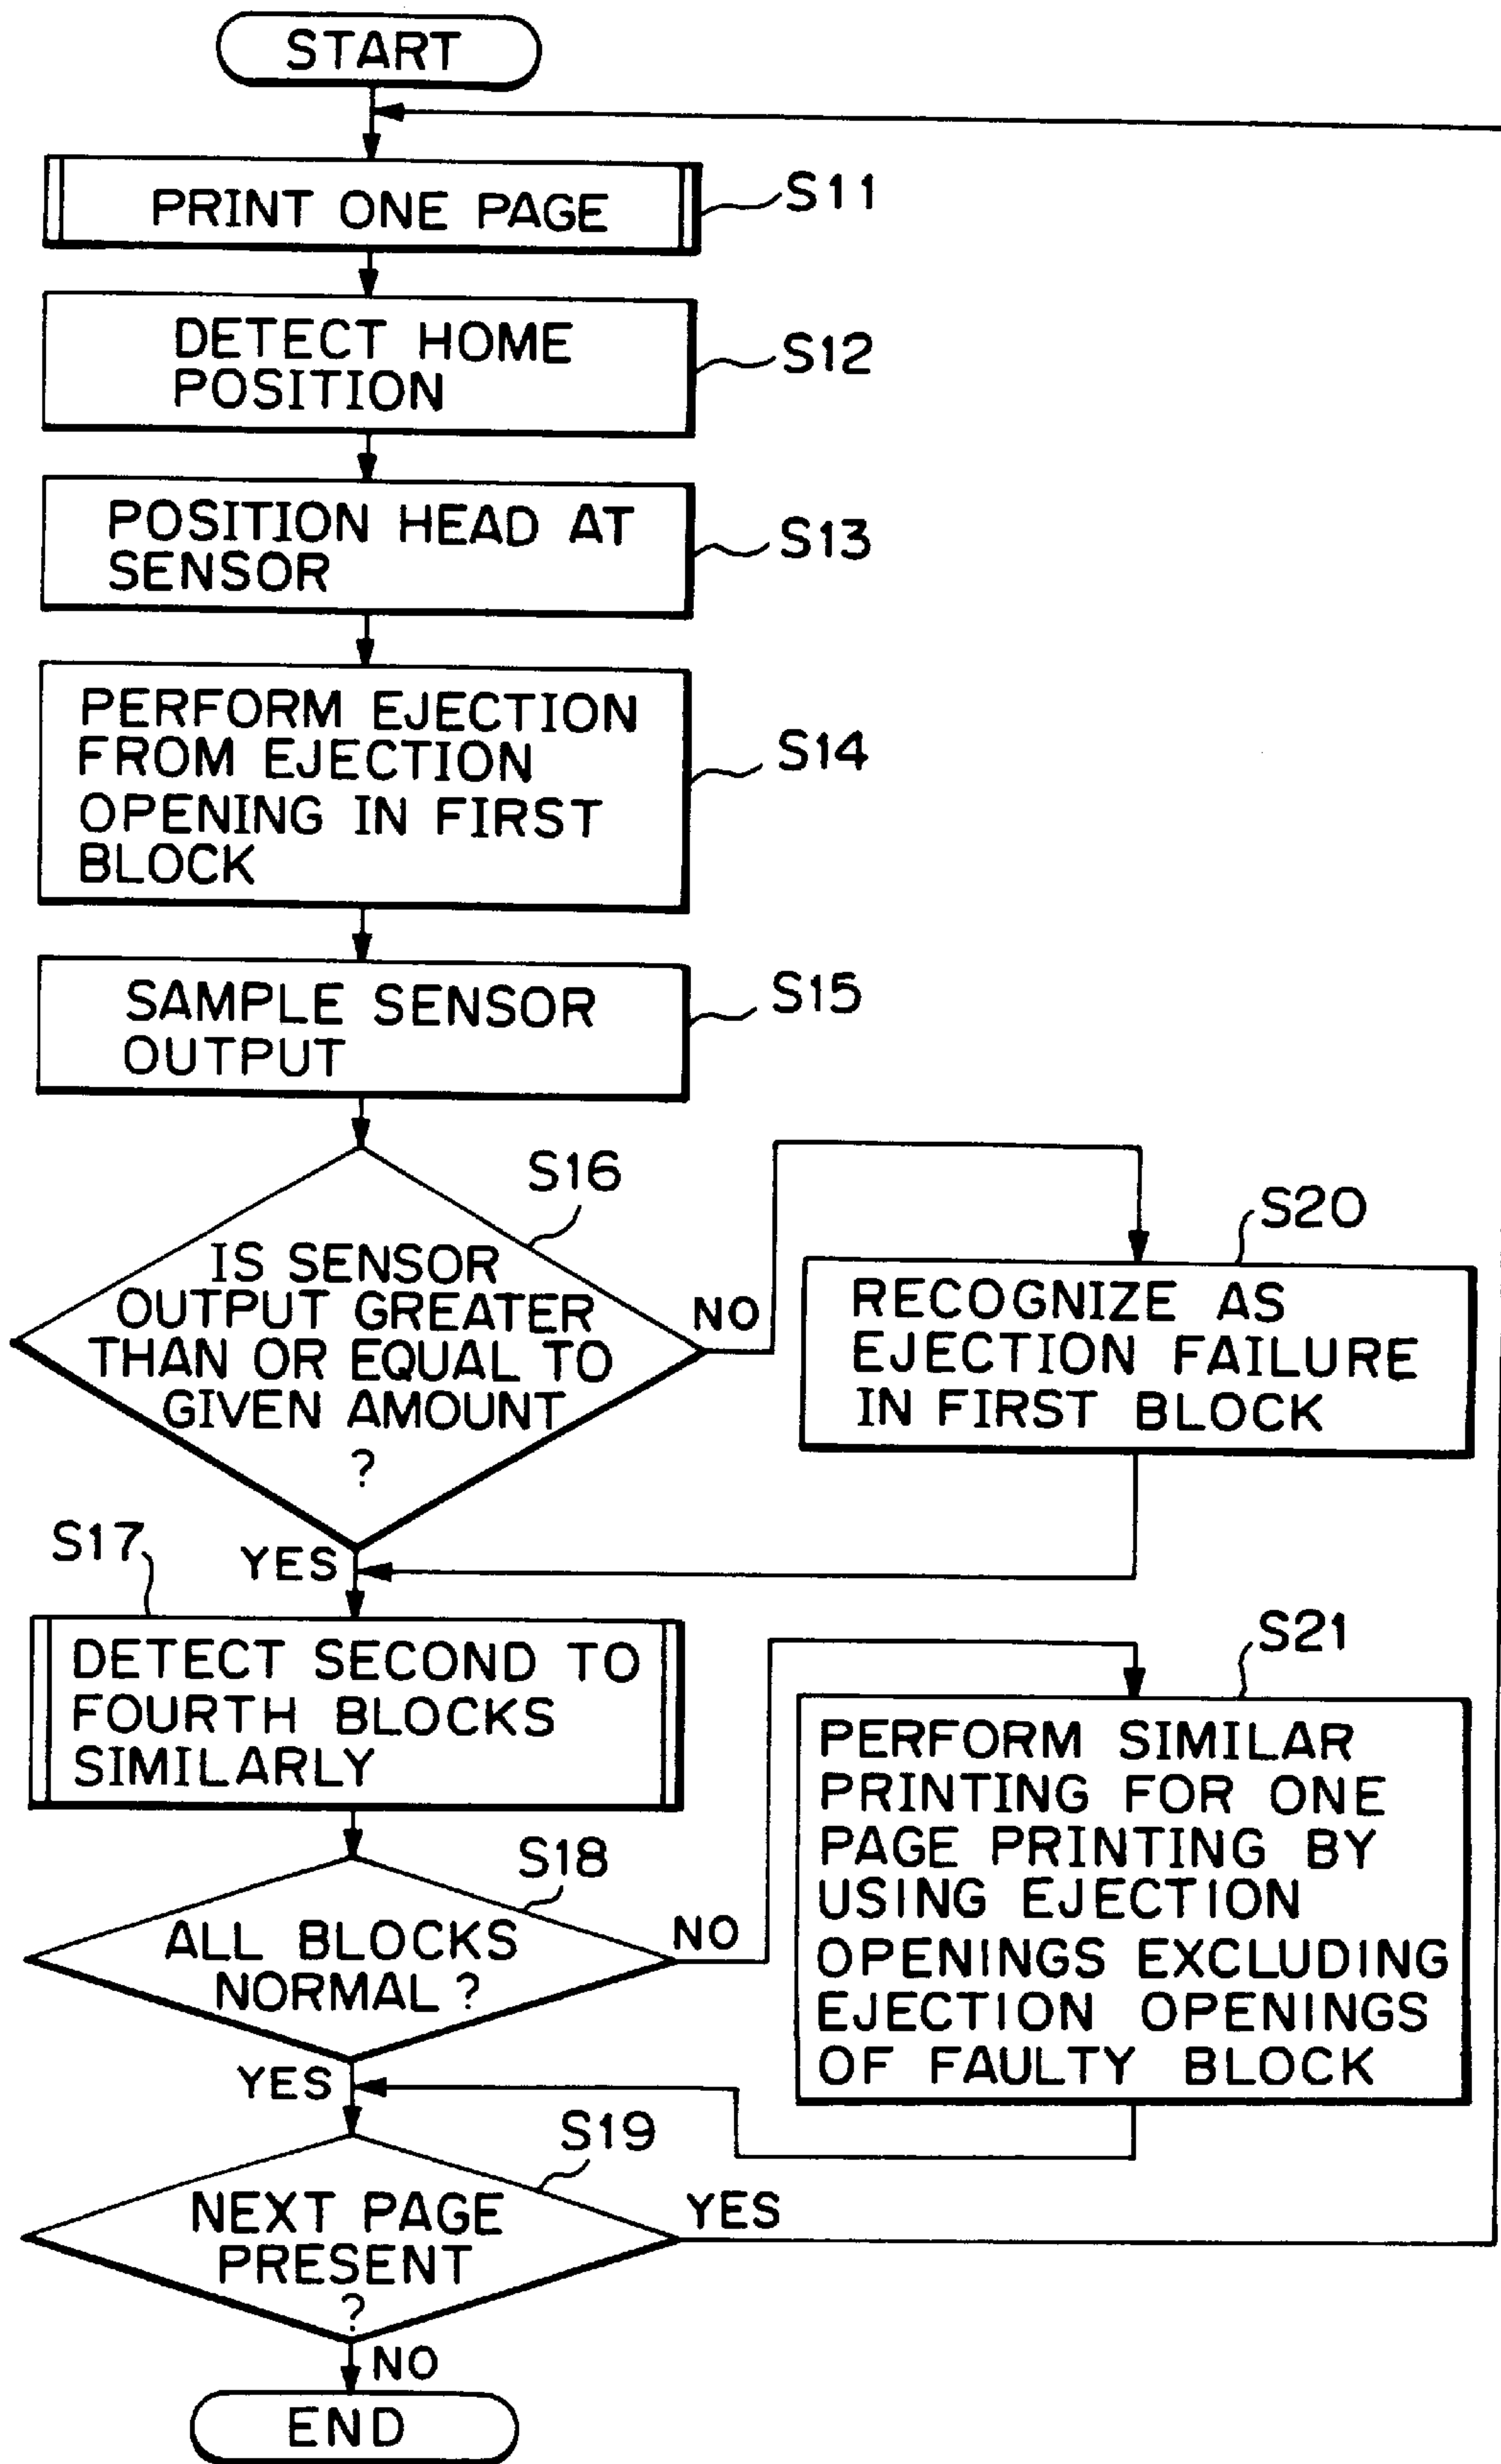 START
PRINT ONE PAGE
S11
DETECT HOME
POSITION
S12
POSITION HEAD AT
SENSOR
S13
PERFORM EJECTION
FROM EJECTION
OPENING IN FIRST
BLOCK
S14
SAMPLE SENSOR
OUTPUT
S15
S16
IS SENSOR
OUTPUT GREATER
THAN OR EQUAL TO
GIVEN AMOUNT
?
NO
S20
RECOGNIZE AS
EJECTION FAILURE
IN FIRST BLOCK
YES
S17
DETECT SECOND TO
FOURTH BLOCKS
SIMILARLY
S18
ALL BLOCKS
NORMAL ?
NO
S21
PERFORM SIMILAR
PRINTING FOR ONE
PAGE PRINTING BY
USING EJECTION
OPENINGS EXCLUDING
EJECTION OPENINGS
OF FAULTY BLOCK
YES
S19
NEXT PAGE
PRESENT
?
YES
NO
END